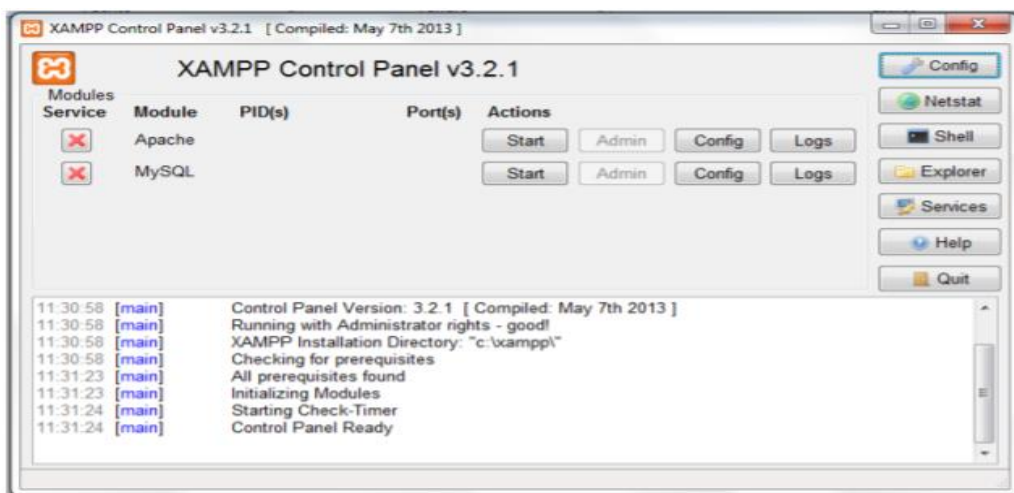 XAMPP Control Panel v3.2.1 [ Compiled: May 7th 2013 ]
XAMPP Control Panel v3.2.1
Config
Modules
Service Module PID(s) Port(s) Actions
Netstat
Apache Start Admin Config Logs
Shell
MySQL Start Admin Config Logs
Explorer
Services
Help
Quit
11:30:58 [main] Control Panel Version: 3.2.1 [ Compiled: May 7th 2013 ]
11:30:58 [main] Running with Administrator rights - good!
11:30:58 [main] XAMPP Installation Directory: "c:\xampp\"
11:30:58 [main] Checking for prerequisites
11:31:23 [main] All prerequisites found
11:31:23 [main] Initializing Modules
11:31:24 [main] Starting Check-Timer
11:31:24 [main] Control Panel Ready